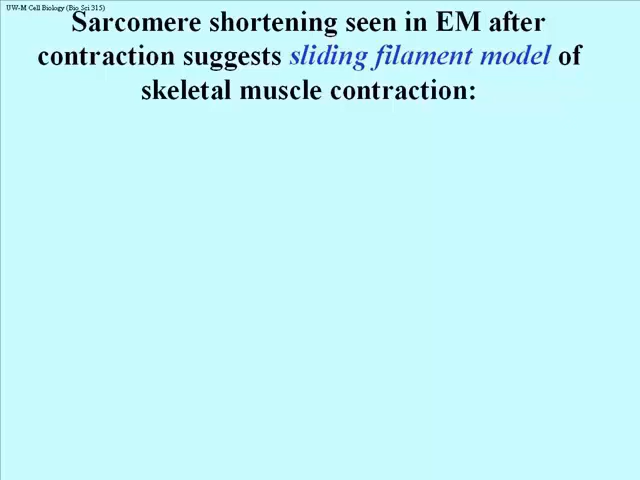 UW-M Cell Biology (Bio Sci 315)
Sarcomere shortening seen in EM after
contraction suggests sliding filament model of
skeletal muscle contraction: